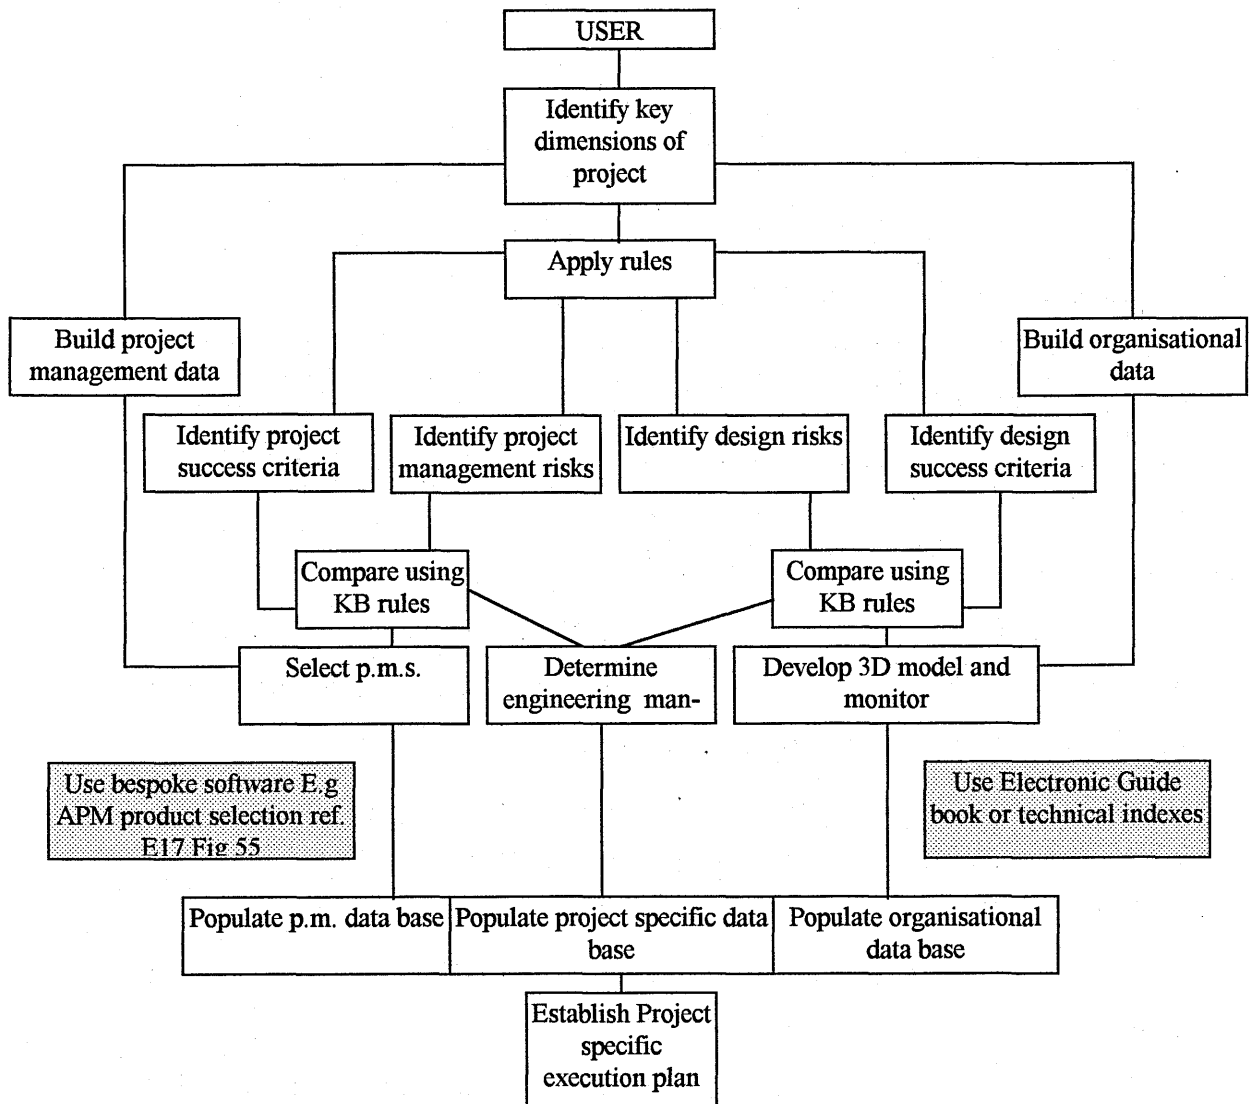 USER
Identify key
dimensions of
project
Apply rules
Build project
management data
Build organisational
data
Identify project
success criteria
Identify project
management risks
Identify design risks
Identify design
success criteria
Compare using
KB rules
Compare using
KB rules
Select p.m.s.
Determine
engineering man-
Develop 3D model and
monitor
Use bespoke software E.g
APM product selection ref.
E17 Fig 55
Use Electronic Guide
book or technical indexes
Populate p.m. data base
Populate project specific data
base
Populate organisational
data base
Establish Project
specific
execution plan